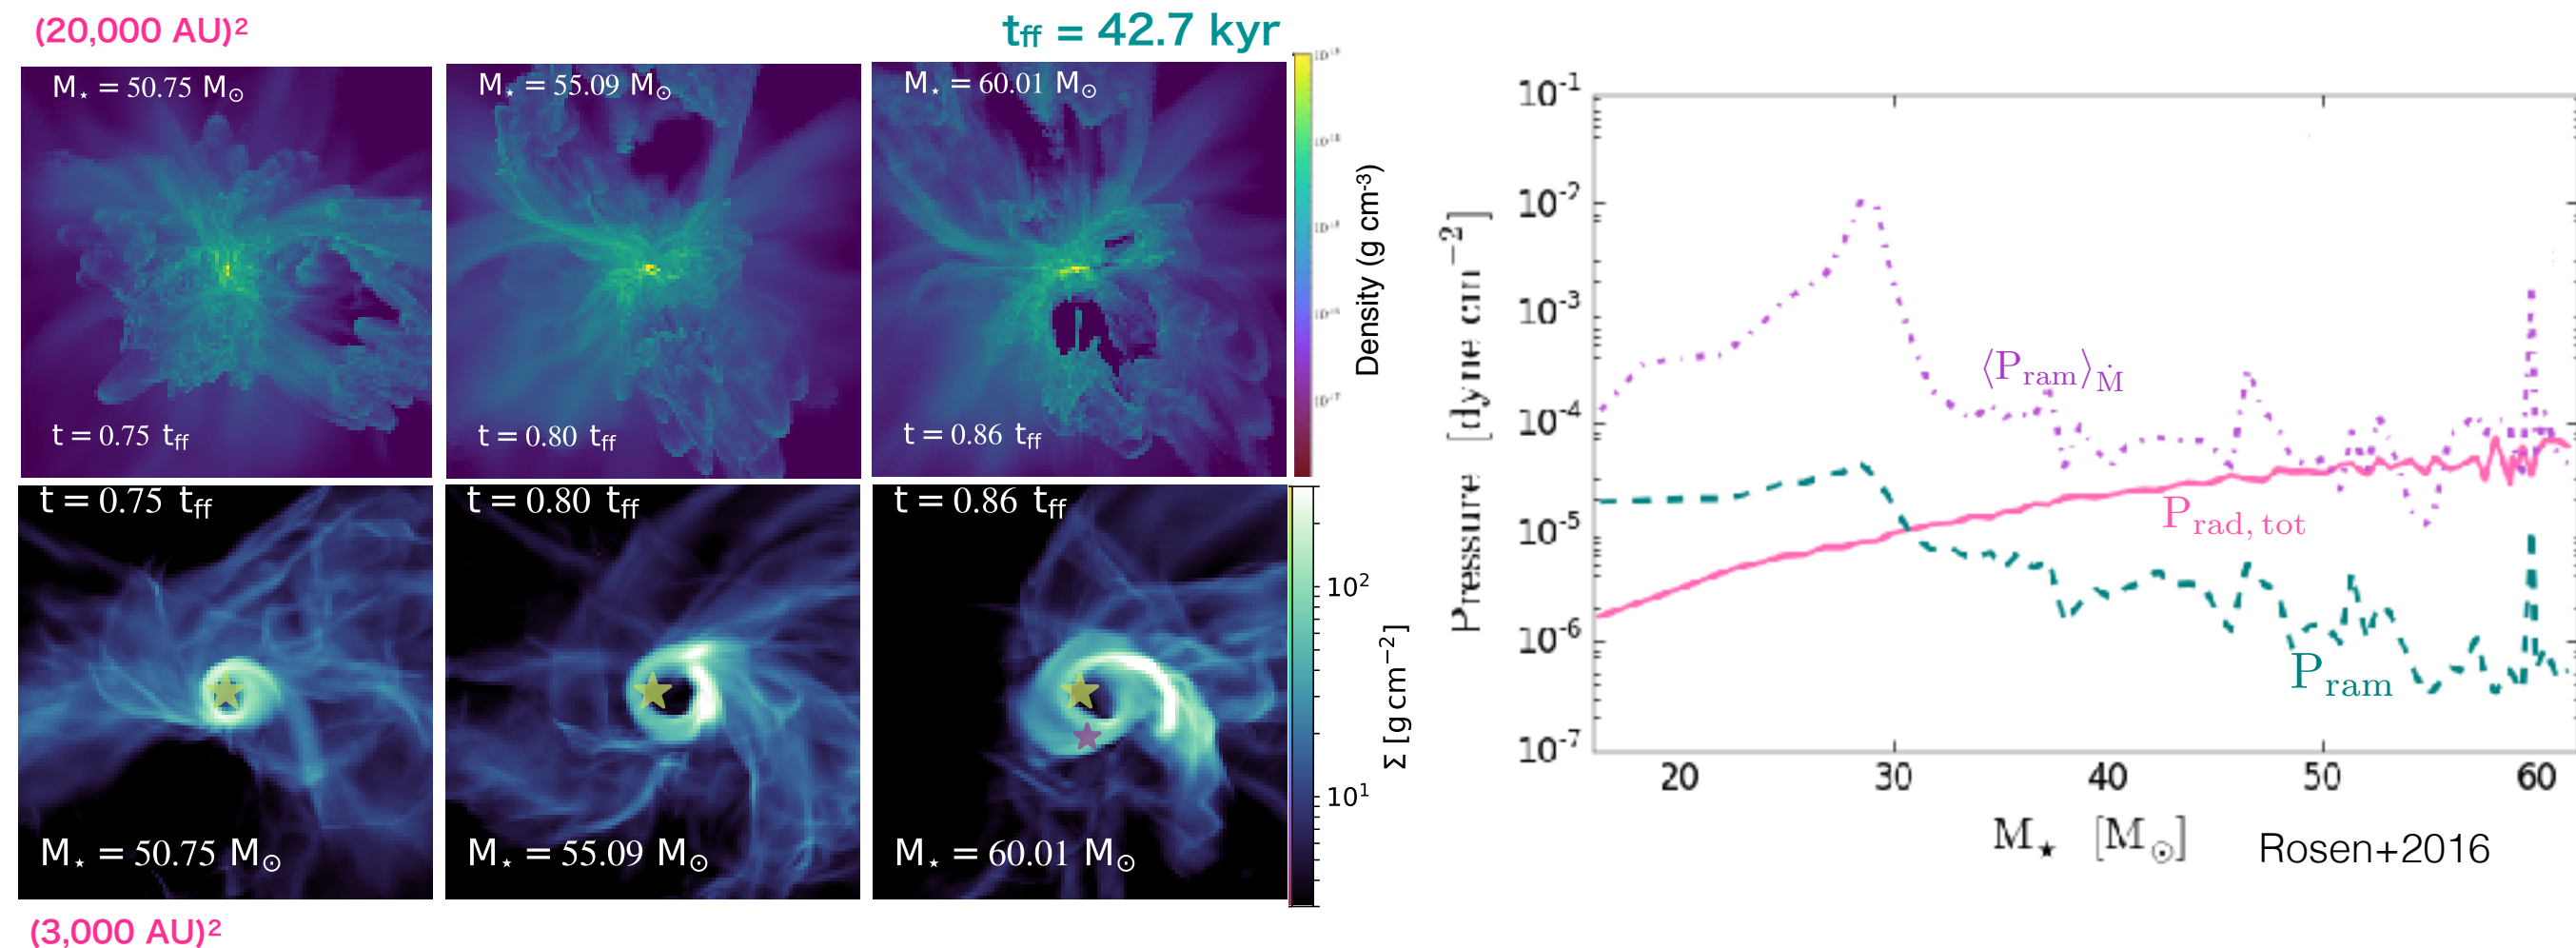 (20,000 AU)²
t_ff = 42.7 kyr
M⋆ = 50.75 M⊙
M⋆ = 55.09 M⊙
M⋆ = 60.01 M⊙
t = 0.75 t_ff
t = 0.80 t_ff
t = 0.86 t_ff
Density (g cm⁻³)
t = 0.75 t_ff
t = 0.80 t_ff
t = 0.86 t_ff
M⋆ = 50.75 M⊙
M⋆ = 55.09 M⊙
M⋆ = 60.01 M⊙
10²
10¹
Σ [g cm⁻²]
(3,000 AU)²
Pressure [dyne cm⁻²]
10⁻¹
10⁻²
10⁻³
10⁻⁴
10⁻⁵
10⁻⁶
10⁻⁷
⟨P_ram⟩_Ṁ
P_rad, tot
P_ram
20 30 40 50 60
M⋆ [M⊙]
Rosen+2016